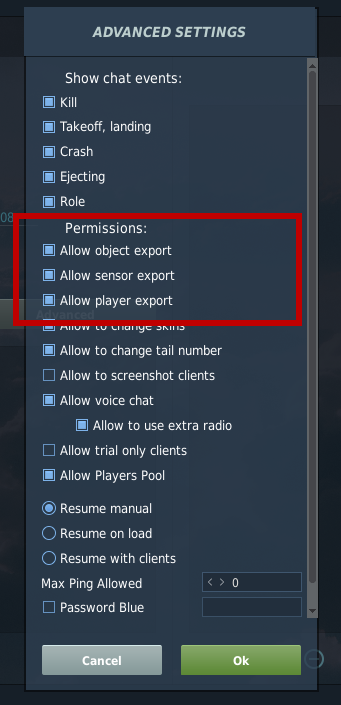 ADVANCED SETTINGS
Show chat events:
Kill
Takeoff, landing
Crash
Ejecting
Role
08
Permissions:
Allow object export
Allow sensor export
Allow player export
Advanced
Allow to change skins
Allow to change tail number
Allow to screenshot clients
Allow voice chat
Allow to use extra radio
Allow trial only clients
Allow Players Pool
Resume manual
Resume on load
Resume with clients
Max Ping Allowed < > 0
Password Blue
Cancel Ok